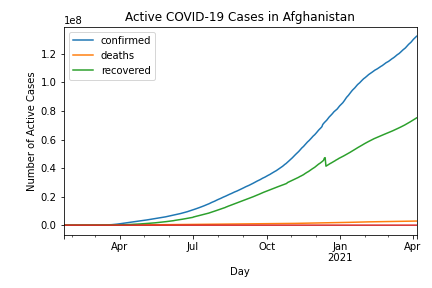 Active COVID-19 Cases in Afghanistan
1e8
confirmed
deaths
recovered
Number of Active Cases
1.2
1.0
0.8
0.6
0.4
0.2
0.0
Apr Jul Oct Jan Apr
2021
Day